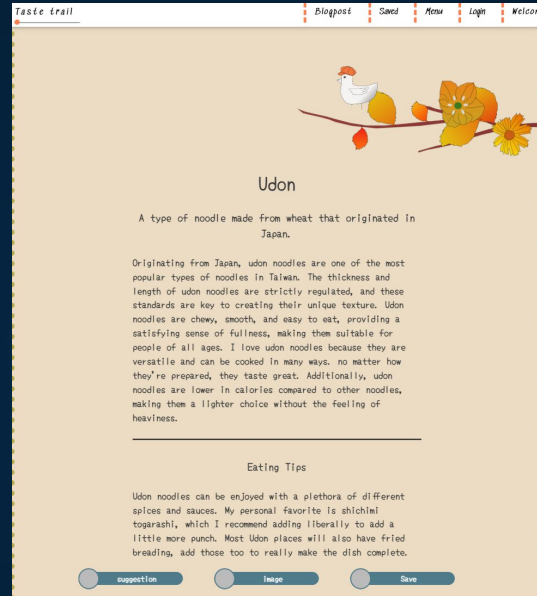 Taste trail
Blogpost
Saved
Menu
Login
Udon
A type of noodle made from wheat that originated in
Japan.
Originating from Japan, udon noodles are one of the most
popular types of noodles in Taiwan. The thickness and
length of udon noodles are strictly regulated, and these
standards are key to creating their unique texture. Udon
noodles are chewy, smooth, and easy to eat, providing a
satisfying sense of fullness, making them suitable for
people of all ages. I love udon noodles because they are
versatile and can be cooked in many ways. no matter how
they're prepared, they taste great. Additionally, udon
noodles are lower in calories compared to other noodles,
making them a lighter choice without the feeling of
heaviness.
Eating Tips
Udon noodles can be enjoyed with a plethora of different
spices and sauces. My personal favorite is shichimi
togarashi, which I recommend adding liberally to add a
little more punch. Most Udon places will also have fried
breading, add those too to really make the dish complete.
suggestion
Image
Save